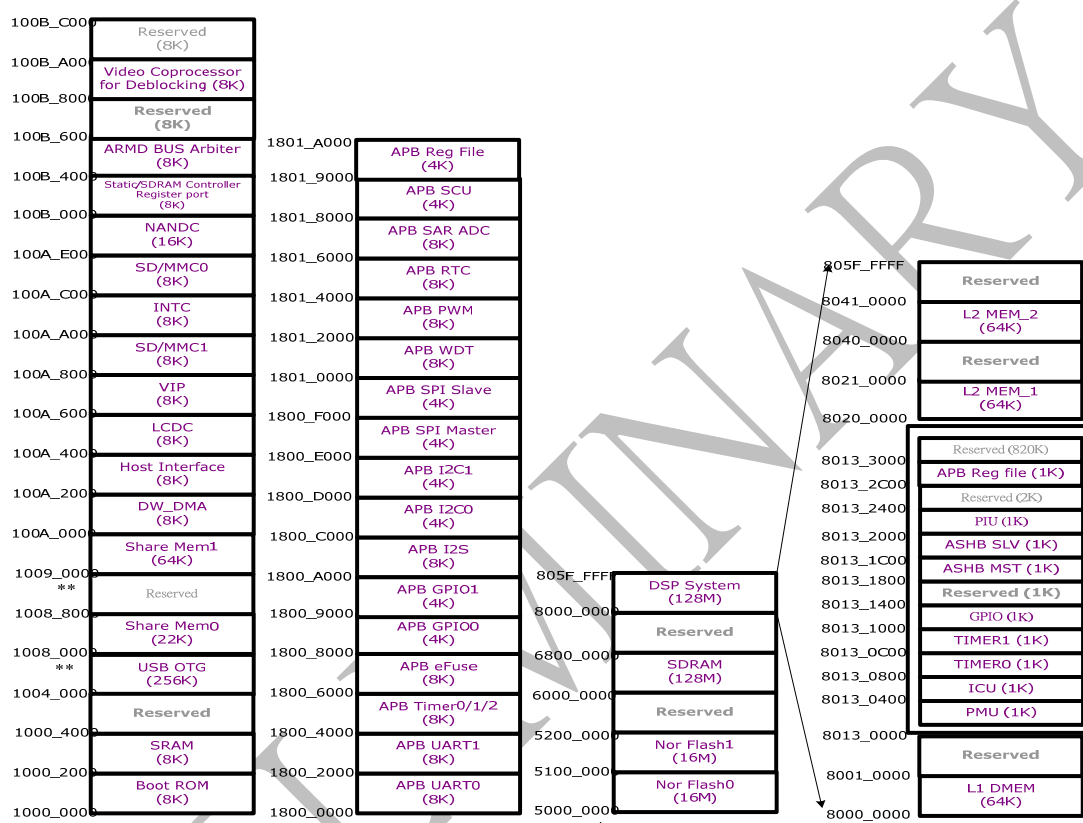 100B_C000
Reserved
(8K)
100B_A000
Video Coprocessor
for Deblocking (8K)
100B_8000
Reserved
(8K)
100B_6000
ARMD BUS Arbiter
(8K)
100B_4000
Static/SDRAM Controller
Register port
(8K)
100B_0000
NANDC
(16K)
100A_E000
SD/MMC0
(8K)
100A_C000
INTC
(8K)
100A_A000
SD/MMC1
(8K)
100A_8000
VIP
(8K)
100A_6000
LCDC
(8K)
100A_4000
Host Interface
(8K)
100A_2000
DW_DMA
(8K)
100A_0000
Share Mem1
(64K)
1009_0000
**
Reserved
1008_8000
Share Mem0
(22K)
1008_0000
**
USB OTG
(256K)
1004_0000
Reserved
1000_4000
SRAM
(8K)
1000_2000
Boot ROM
(8K)
1000_0000
1801_A000
APB Reg File
(4K)
1801_9000
APB SCU
(4K)
1801_8000
APB SAR ADC
(8K)
1801_6000
APB RTC
(8K)
1801_4000
APB PWM
(8K)
1801_2000
APB WDT
(8K)
1801_0000
APB SPI Slave
(4K)
1800_F000
APB SPI Master
(4K)
1800_E000
APB I2C1
(4K)
1800_D000
APB I2C0
(4K)
1800_C000
APB I2S
(8K)
1800_A000
APB GPIO1
(4K)
1800_9000
APB GPIO0
(4K)
1800_8000
APB eFuse
(8K)
1800_6000
APB Timer0/1/2
(8K)
1800_4000
APB UART1
(8K)
1800_2000
APB UART0
(8K)
1800_0000
805F_FFFF
DSP System
(128M)
8000_0000
Reserved
6800_0000
SDRAM
(128M)
6000_0000
Reserved
5200_0000
Nor Flash1
(16M)
5100_0000
Nor Flash0
(16M)
5000_0000
805F_FFFF
Reserved
8041_0000
L2 MEM_2
(64K)
8040_0000
Reserved
8021_0000
L2 MEM_1
(64K)
8020_0000
Reserved (820K)
8013_3000
APB Reg file (1K)
8013_2C00
Reserved (2K)
8013_2400
PIU (1K)
8013_2000
ASHB SLV (1K)
8013_1C00
ASHB MST (1K)
8013_1800
Reserved (1K)
8013_1400
GPIO (1K)
8013_1000
TIMER1 (1K)
8013_0C00
TIMER0 (1K)
8013_0800
ICU (1K)
8013_0400
PMU (1K)
8013_0000
Reserved
8001_0000
L1 DMEM
(64K)
8000_0000